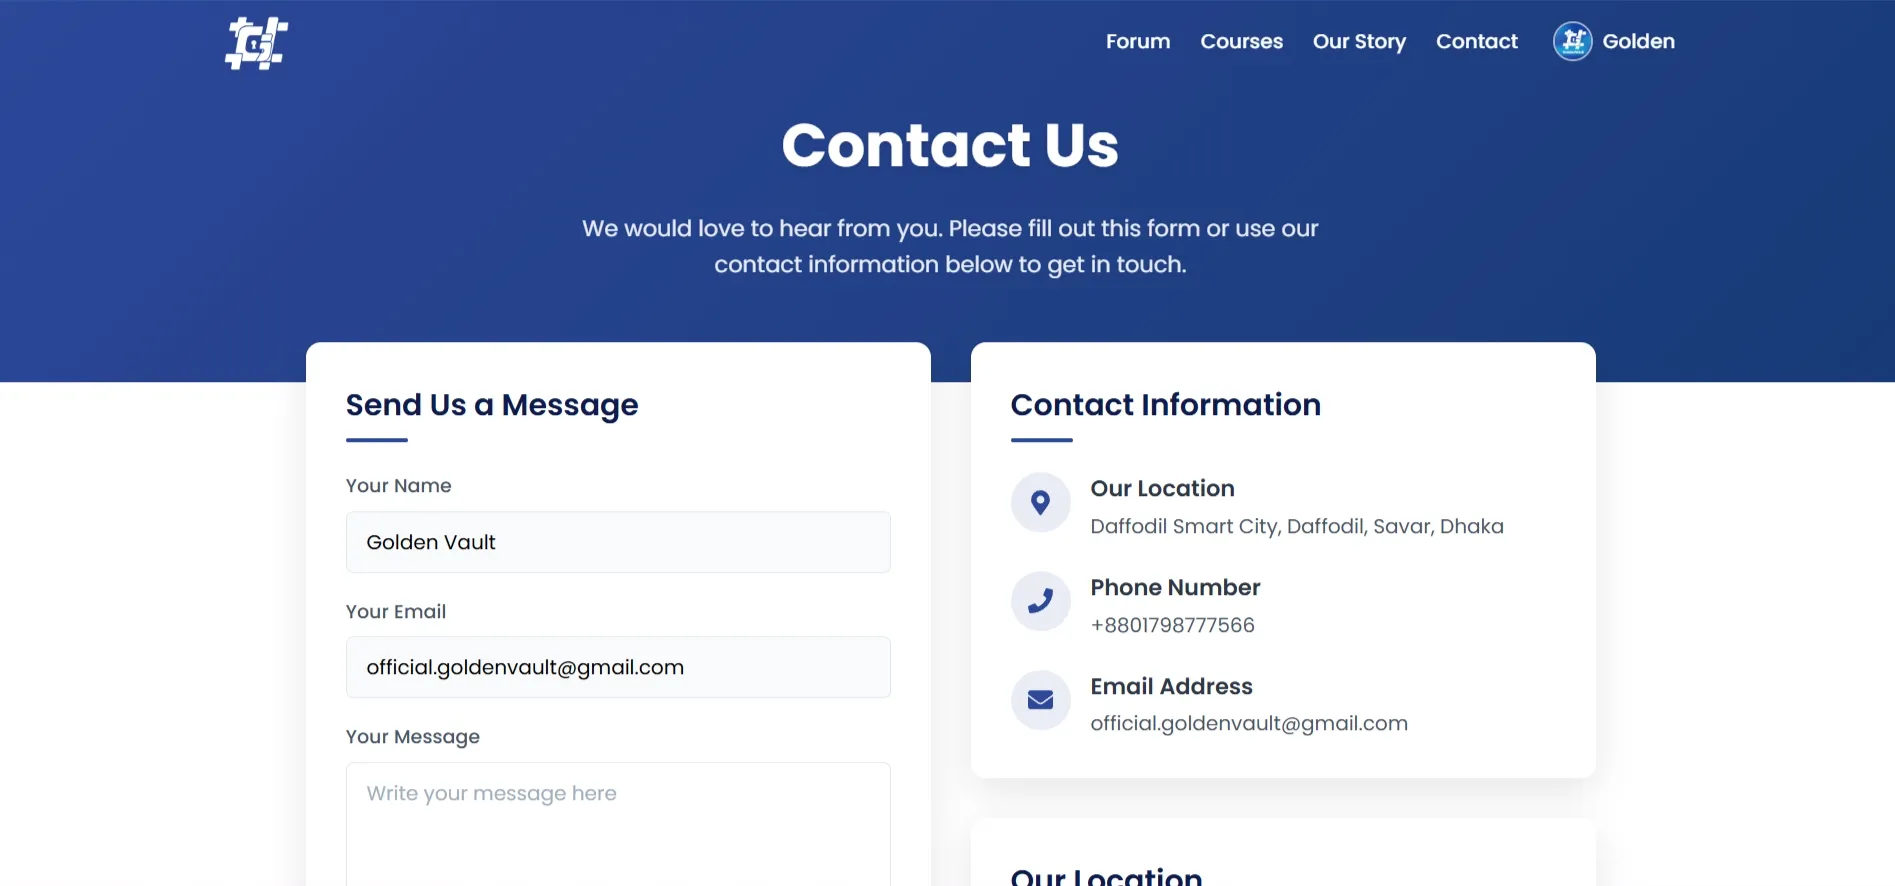 Forum Courses Our Story Contact Golden
Contact Us
We would love to hear from you. Please fill out this form or use our
contact information below to get in touch.
Send Us a Message
Your Name
Golden Vault
Your Email
official.goldenvault@gmail.com
Your Message
Write your message here
Contact Information
Our Location
Daffodil Smart City, Daffodil, Savar, Dhaka
Phone Number
+8801798777566
Email Address
official.goldenvault@gmail.com
Our Location